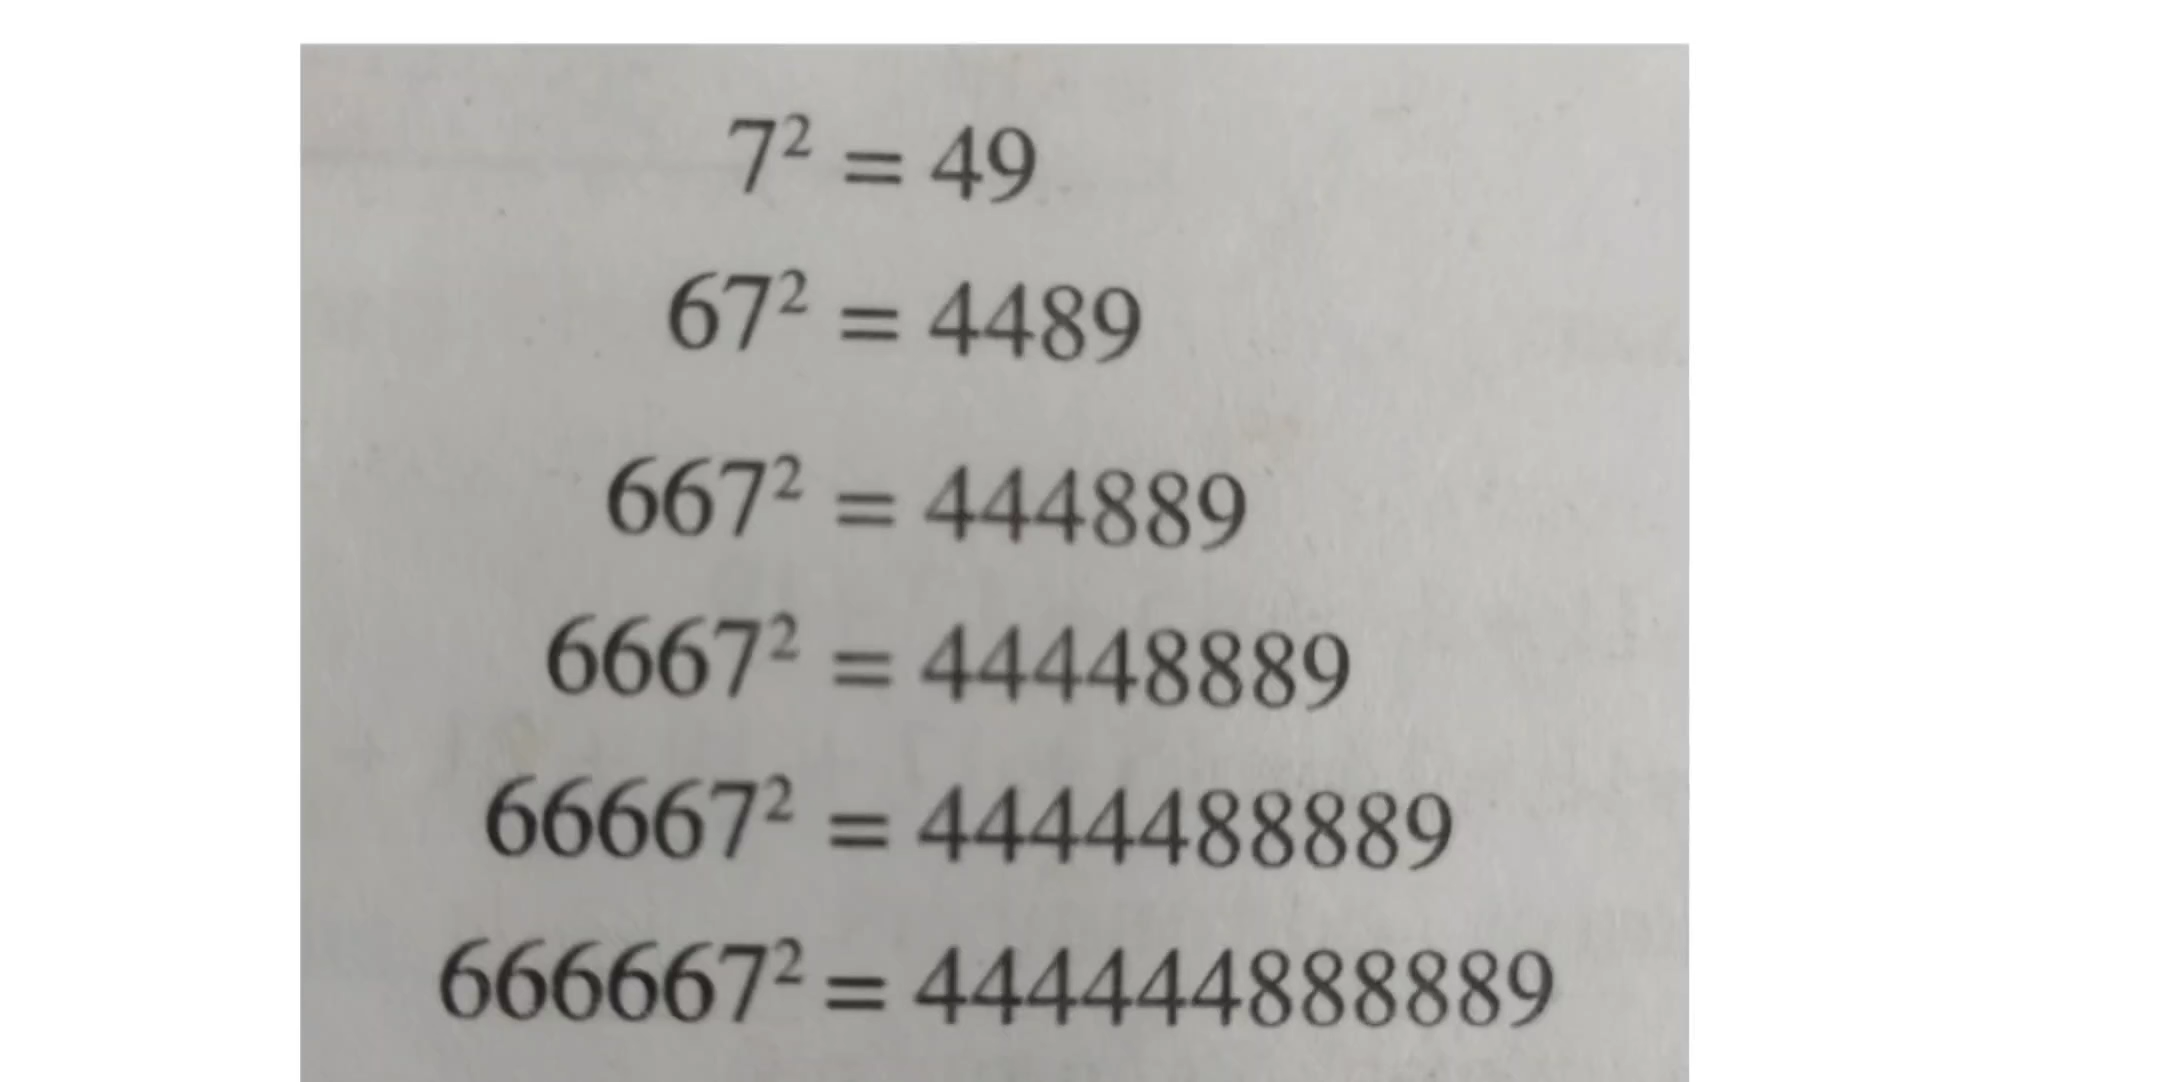 7² = 49
67² = 4489
667² = 444889
6667² = 44448889
66667² = 4444488889
666667² = 444444888889